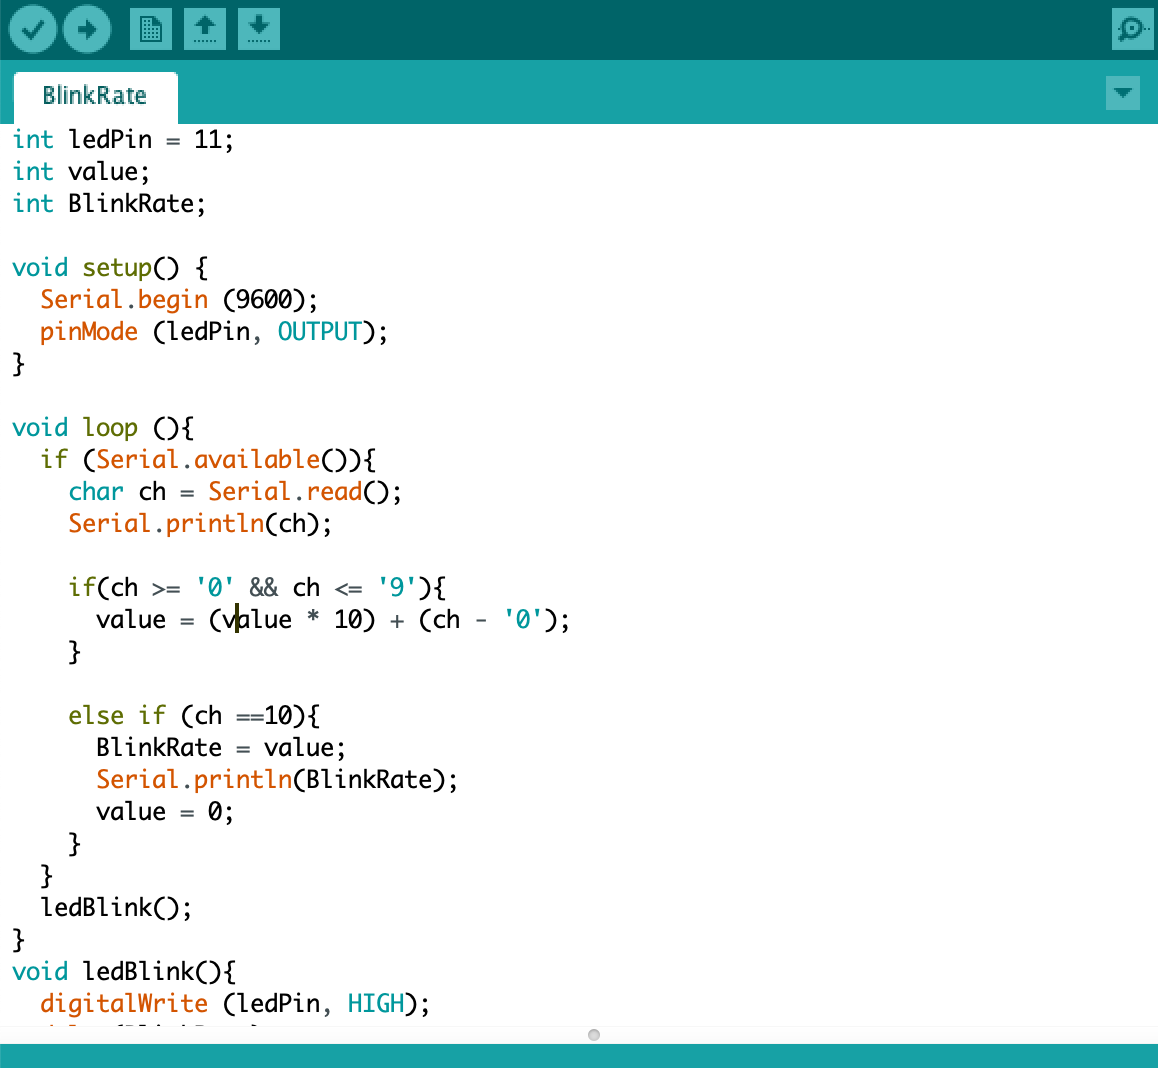 BlinkRate
int ledPin = 11;
int value;
int BlinkRate;
void setup() {
Serial.begin (9600);
pinMode (ledPin, OUTPUT);
}
void loop (){
if (Serial.available()){
char ch = Serial.read();
Serial.println(ch);
if(ch >= '0' && ch <= '9'){
value = (value * 10) + (ch - '0');
}
else if (ch ==10){
BlinkRate = value;
Serial.println(BlinkRate);
value = 0;
}
}
ledBlink();
}
void ledBlink(){
digitalWrite (ledPin, HIGH);